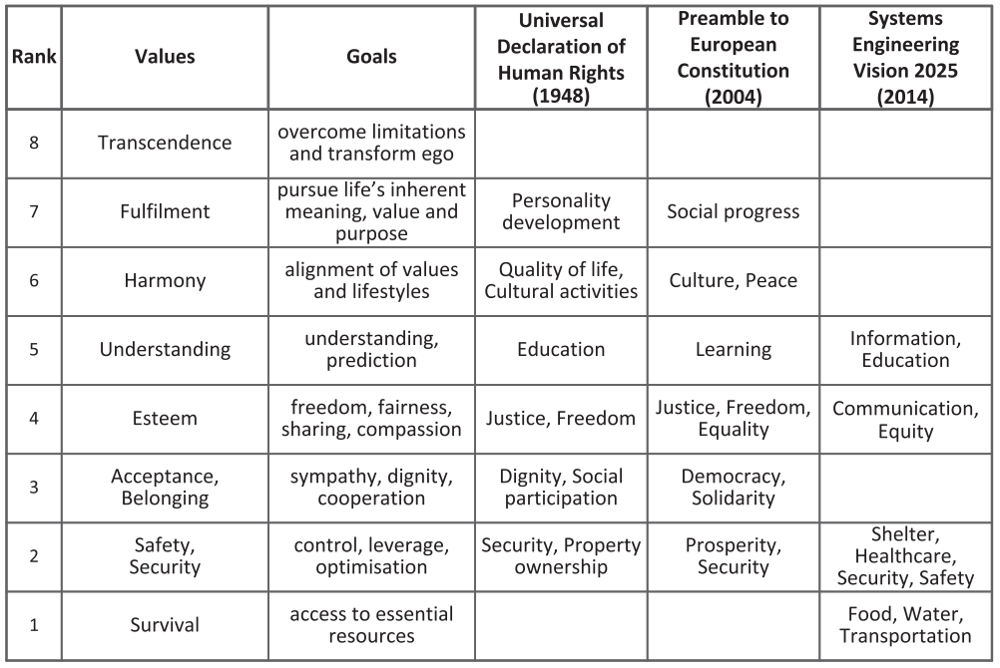 Rank
Values
Goals
Universal
Declaration of
Human Rights
(1948)
Preamble to
European
Constitution
(2004)
Systems
Engineering
Vision 2025
(2014)
8
Transcendence
overcome limitations
and transform ego
7
Fulfilment
pursue life’s inherent
meaning, value and
purpose
Personality
development
Social progress
6
Harmony
alignment of values
and lifestyles
Quality of life,
Cultural activities
Culture, Peace
5
Understanding
understanding,
prediction
Education
Learning
Information,
Education
4
Esteem
freedom, fairness,
sharing, compassion
Justice, Freedom
Justice, Freedom,
Equality
Communication,
Equity
3
Acceptance,
Belonging
sympathy, dignity,
cooperation
Dignity, Social
participation
Democracy,
Solidarity
2
Safety,
Security
control, leverage,
optimisation
Security, Property
ownership
Prosperity,
Security
Shelter,
Healthcare,
Security, Safety
1
Survival
access to essential
resources
Food, Water,
Transportation